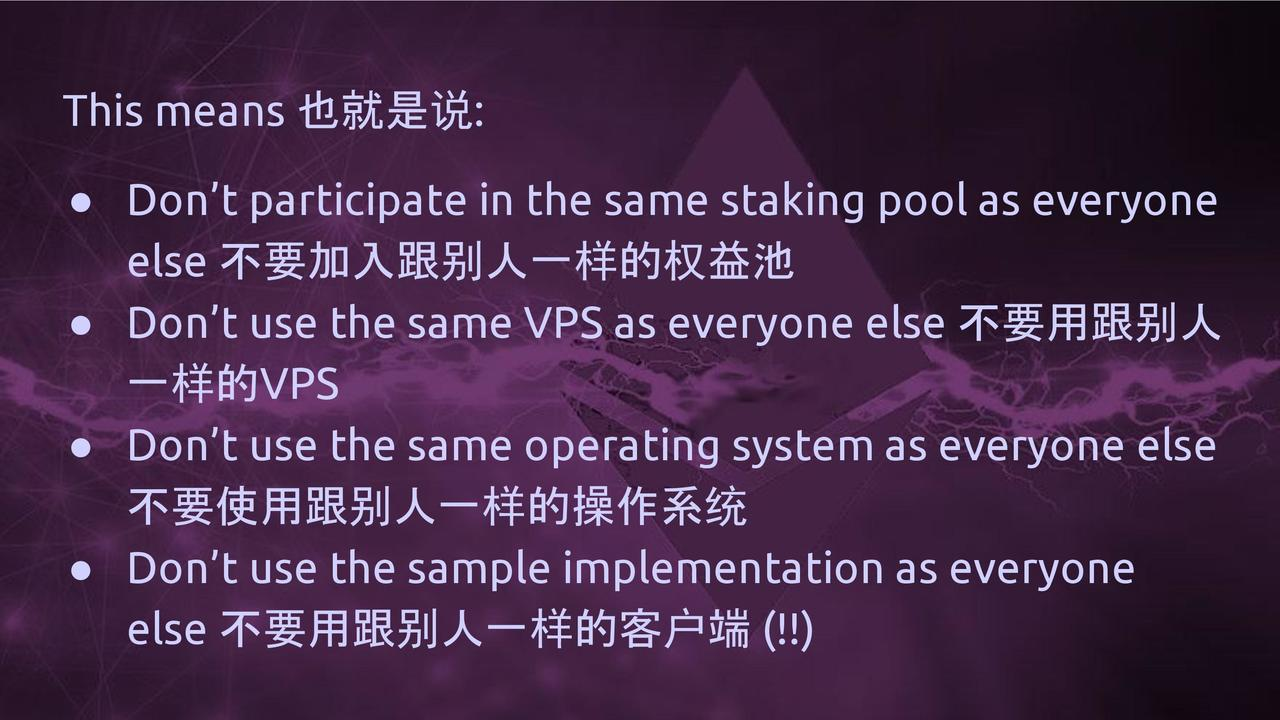 This means 也就是说:
● Don’t participate in the same staking pool as everyone
else 不要加入跟别人一样的权益池
● Don’t use the same VPS as everyone else 不要用跟别人
一样的VPS
● Don’t use the same operating system as everyone else
不要使用跟别人一样的操作系统
● Don’t use the sample implementation as everyone
else 不要用跟别人一样的客户端 (!!)